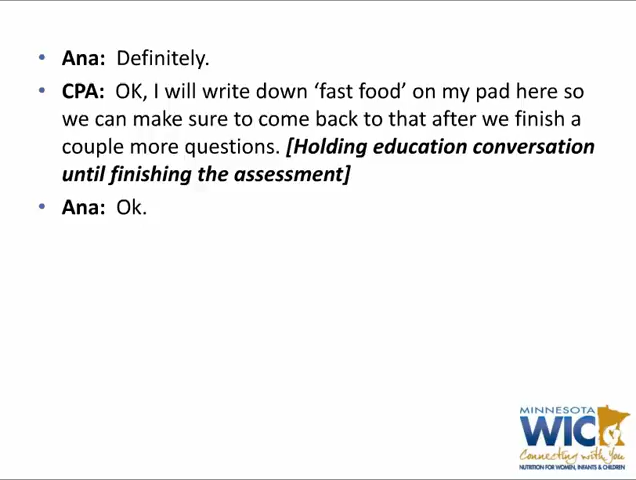 • Ana: Definitely.
• CPA: OK, I will write down ‘fast food’ on my pad here so
we can make sure to come back to that after we finish a
couple more questions. [Holding education conversation
until finishing the assessment]
• Ana: Ok.
MINNESOTA
WIC
Connecting with You
NUTRITION FOR WOMEN, INFANTS & CHILDREN